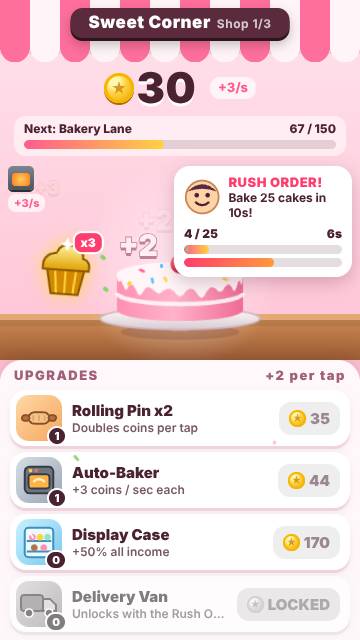 Sweet Corner Shop 1/3
30 +3/s
Next: Bakery Lane 67 / 150
+3
+3/s
RUSH ORDER!
Bake 25 cakes in
10s!
4 / 25 6s
x3
+2
+2
UPGRADES +2 per tap
Rolling Pin x2
Doubles coins per tap
35
1
Auto-Baker
+3 coins / sec each
44
1
Display Case
+50% all income
170
0
Delivery Van
Unlocks with the Rush O...
LOCKED
0